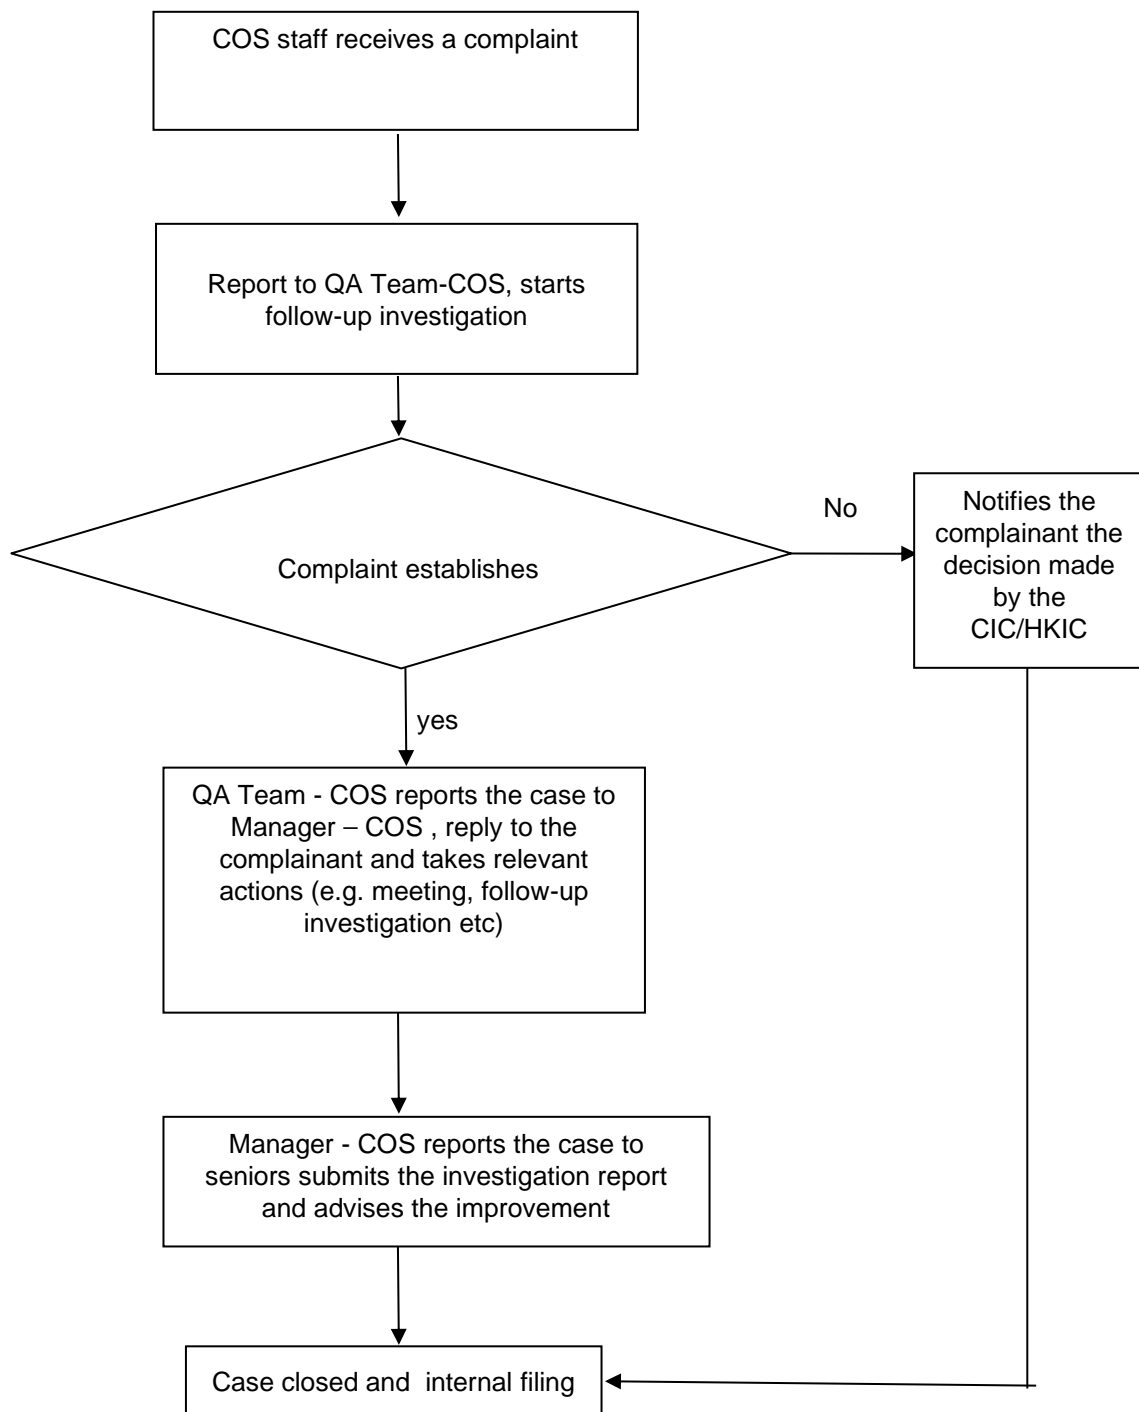 COS staff receives a complaint
Report to QA Team-COS, starts
follow-up investigation
Complaint establishes
No
Notifies the
complainant the
decision made
by the
CIC/HKIC
yes
QA Team - COS reports the case to
Manager – COS , reply to the
complainant and takes relevant
actions (e.g. meeting, follow-up
investigation etc)
Manager - COS reports the case to
seniors submits the investigation report
and advises the improvement
Case closed and  internal filing